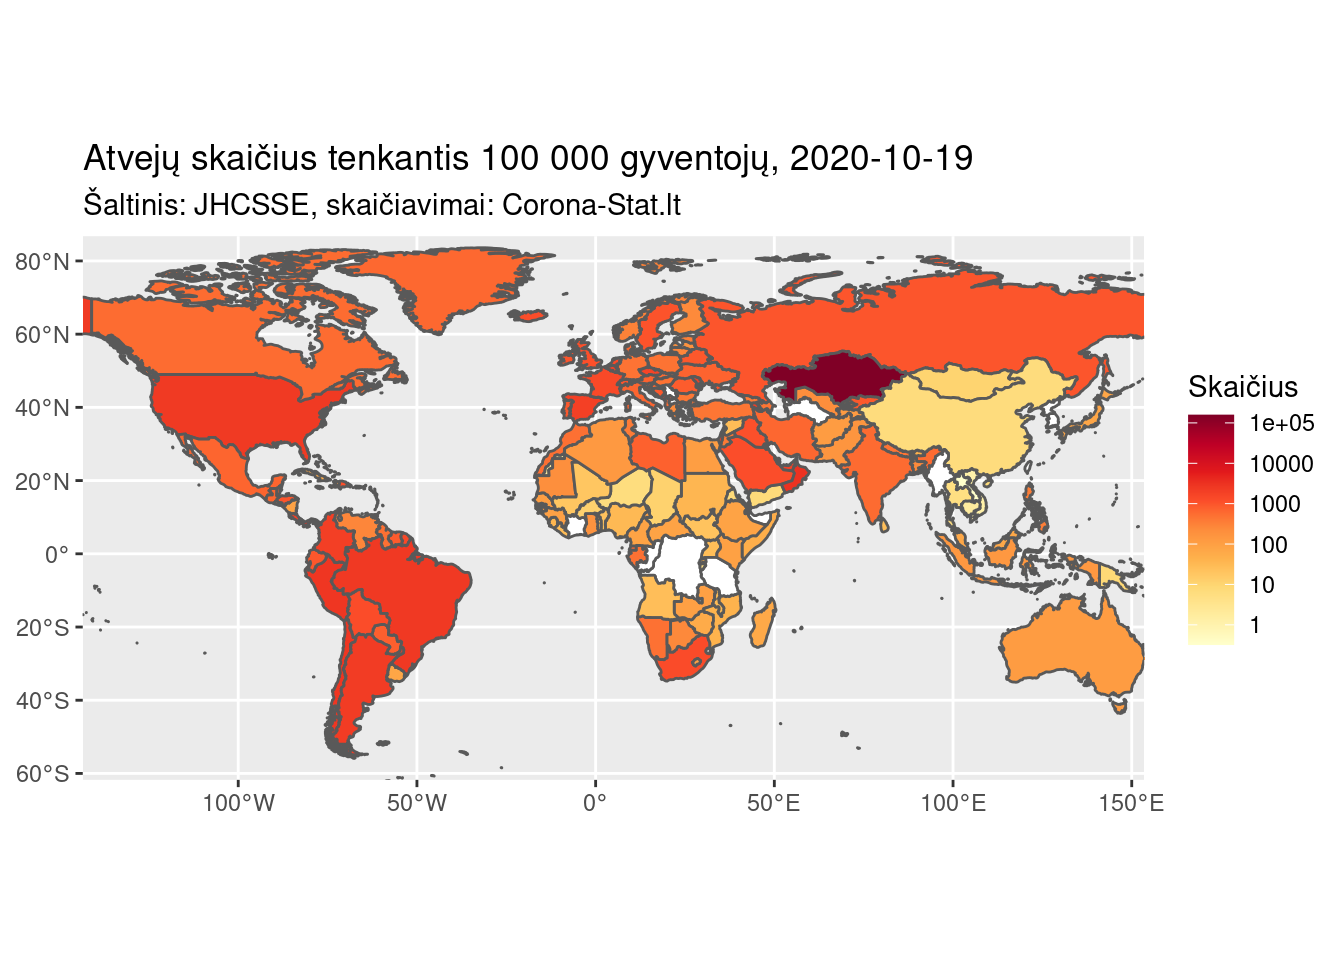 Atvejų skaičius tenkantis 100 000 gyventojų, 2020-10-19
Šaltinis: JHCSSE, skaičiavimai: Corona-Stat.lt
80°N
60°N
40°N
20°N
0°
20°S
40°S
60°S
100°W
50°W
0°
50°E
100°E
150°E
Skaičius
1e+05
10000
1000
100
10
1